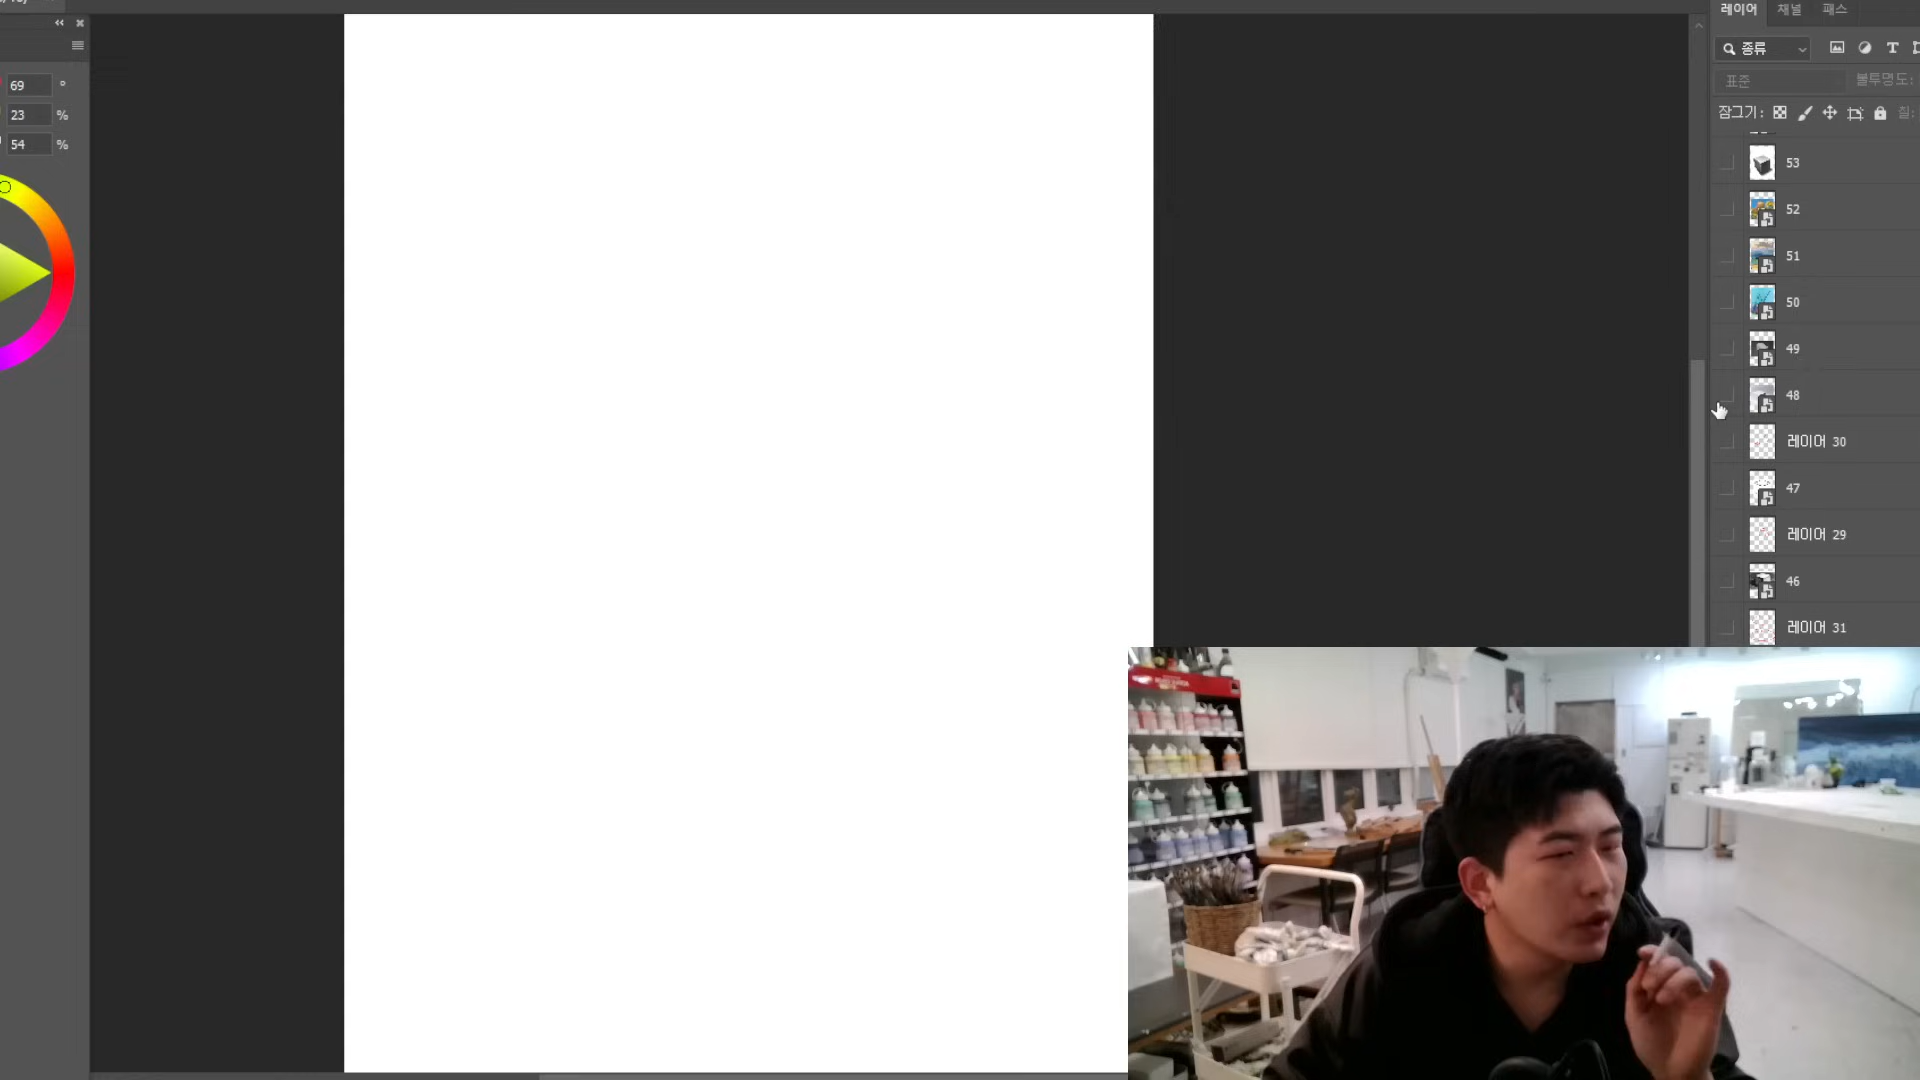 레이어 채널 패스
종류
T
표준 불투명도:
잠그기: 칠:
69 °
23 %
54 %
53
52
51
50
49
48
레이어 30
47
레이어 29
46
레이어 31